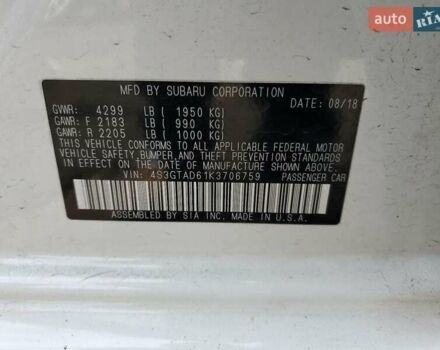 AUTO RIA
MFD BY SUBARU CORPORATION
DATE: 08/18
GVWR: 4299 LB ( 1950 KG)
GAWR: F 2183 LB ( 990 KG)
GAWR: R 2205 LB ( 1000 KG)
THIS VEHICLE CONFORMS TO ALL APPLICABLE FEDERAL MOTOR
VEHICLE SAFETY,BUMPER,AND THEFT PREVENTION STANDARDS
IN EFFECT ON THE DATE OF MANUFACTURE SHOWN ABOVE.
VIN: 4S3GTAD61K3706759
PASSENGER CAR
ASSEMBLED BY SIA INC. MADE IN U.S.A.